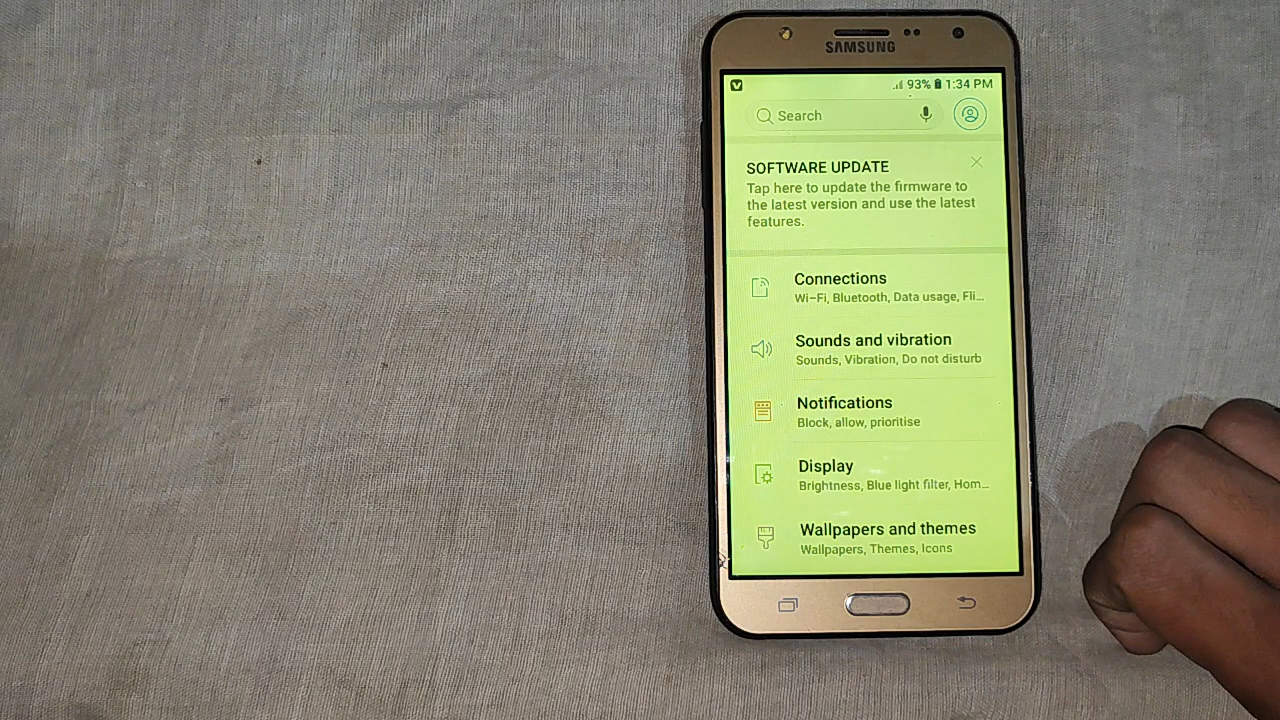 SAMSUNG
93% 1:34 PM
Search
SOFTWARE UPDATE
Tap here to update the firmware to
the latest version and use the latest
features.
Connections
Wi-Fi, Bluetooth, Data usage, Fli...
Sounds and vibration
Sounds, Vibration, Do not disturb
Notifications
Block, allow, prioritise
Display
Brightness, Blue light filter, Hom...
Wallpapers and themes
Wallpapers, Themes, Icons